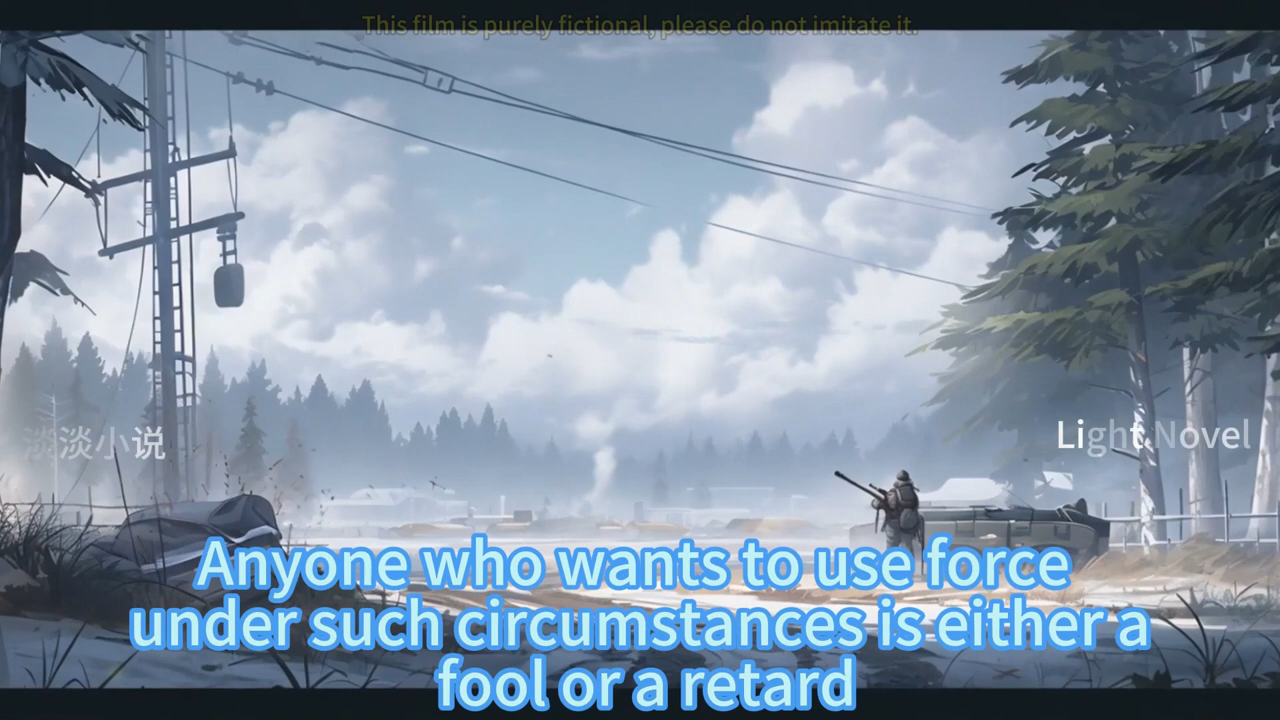 This film is purely fictional, please do not imitate it.
淡淡小说
Light Novel
Anyone who wants to use force
under such circumstances is either a
fool or a retard